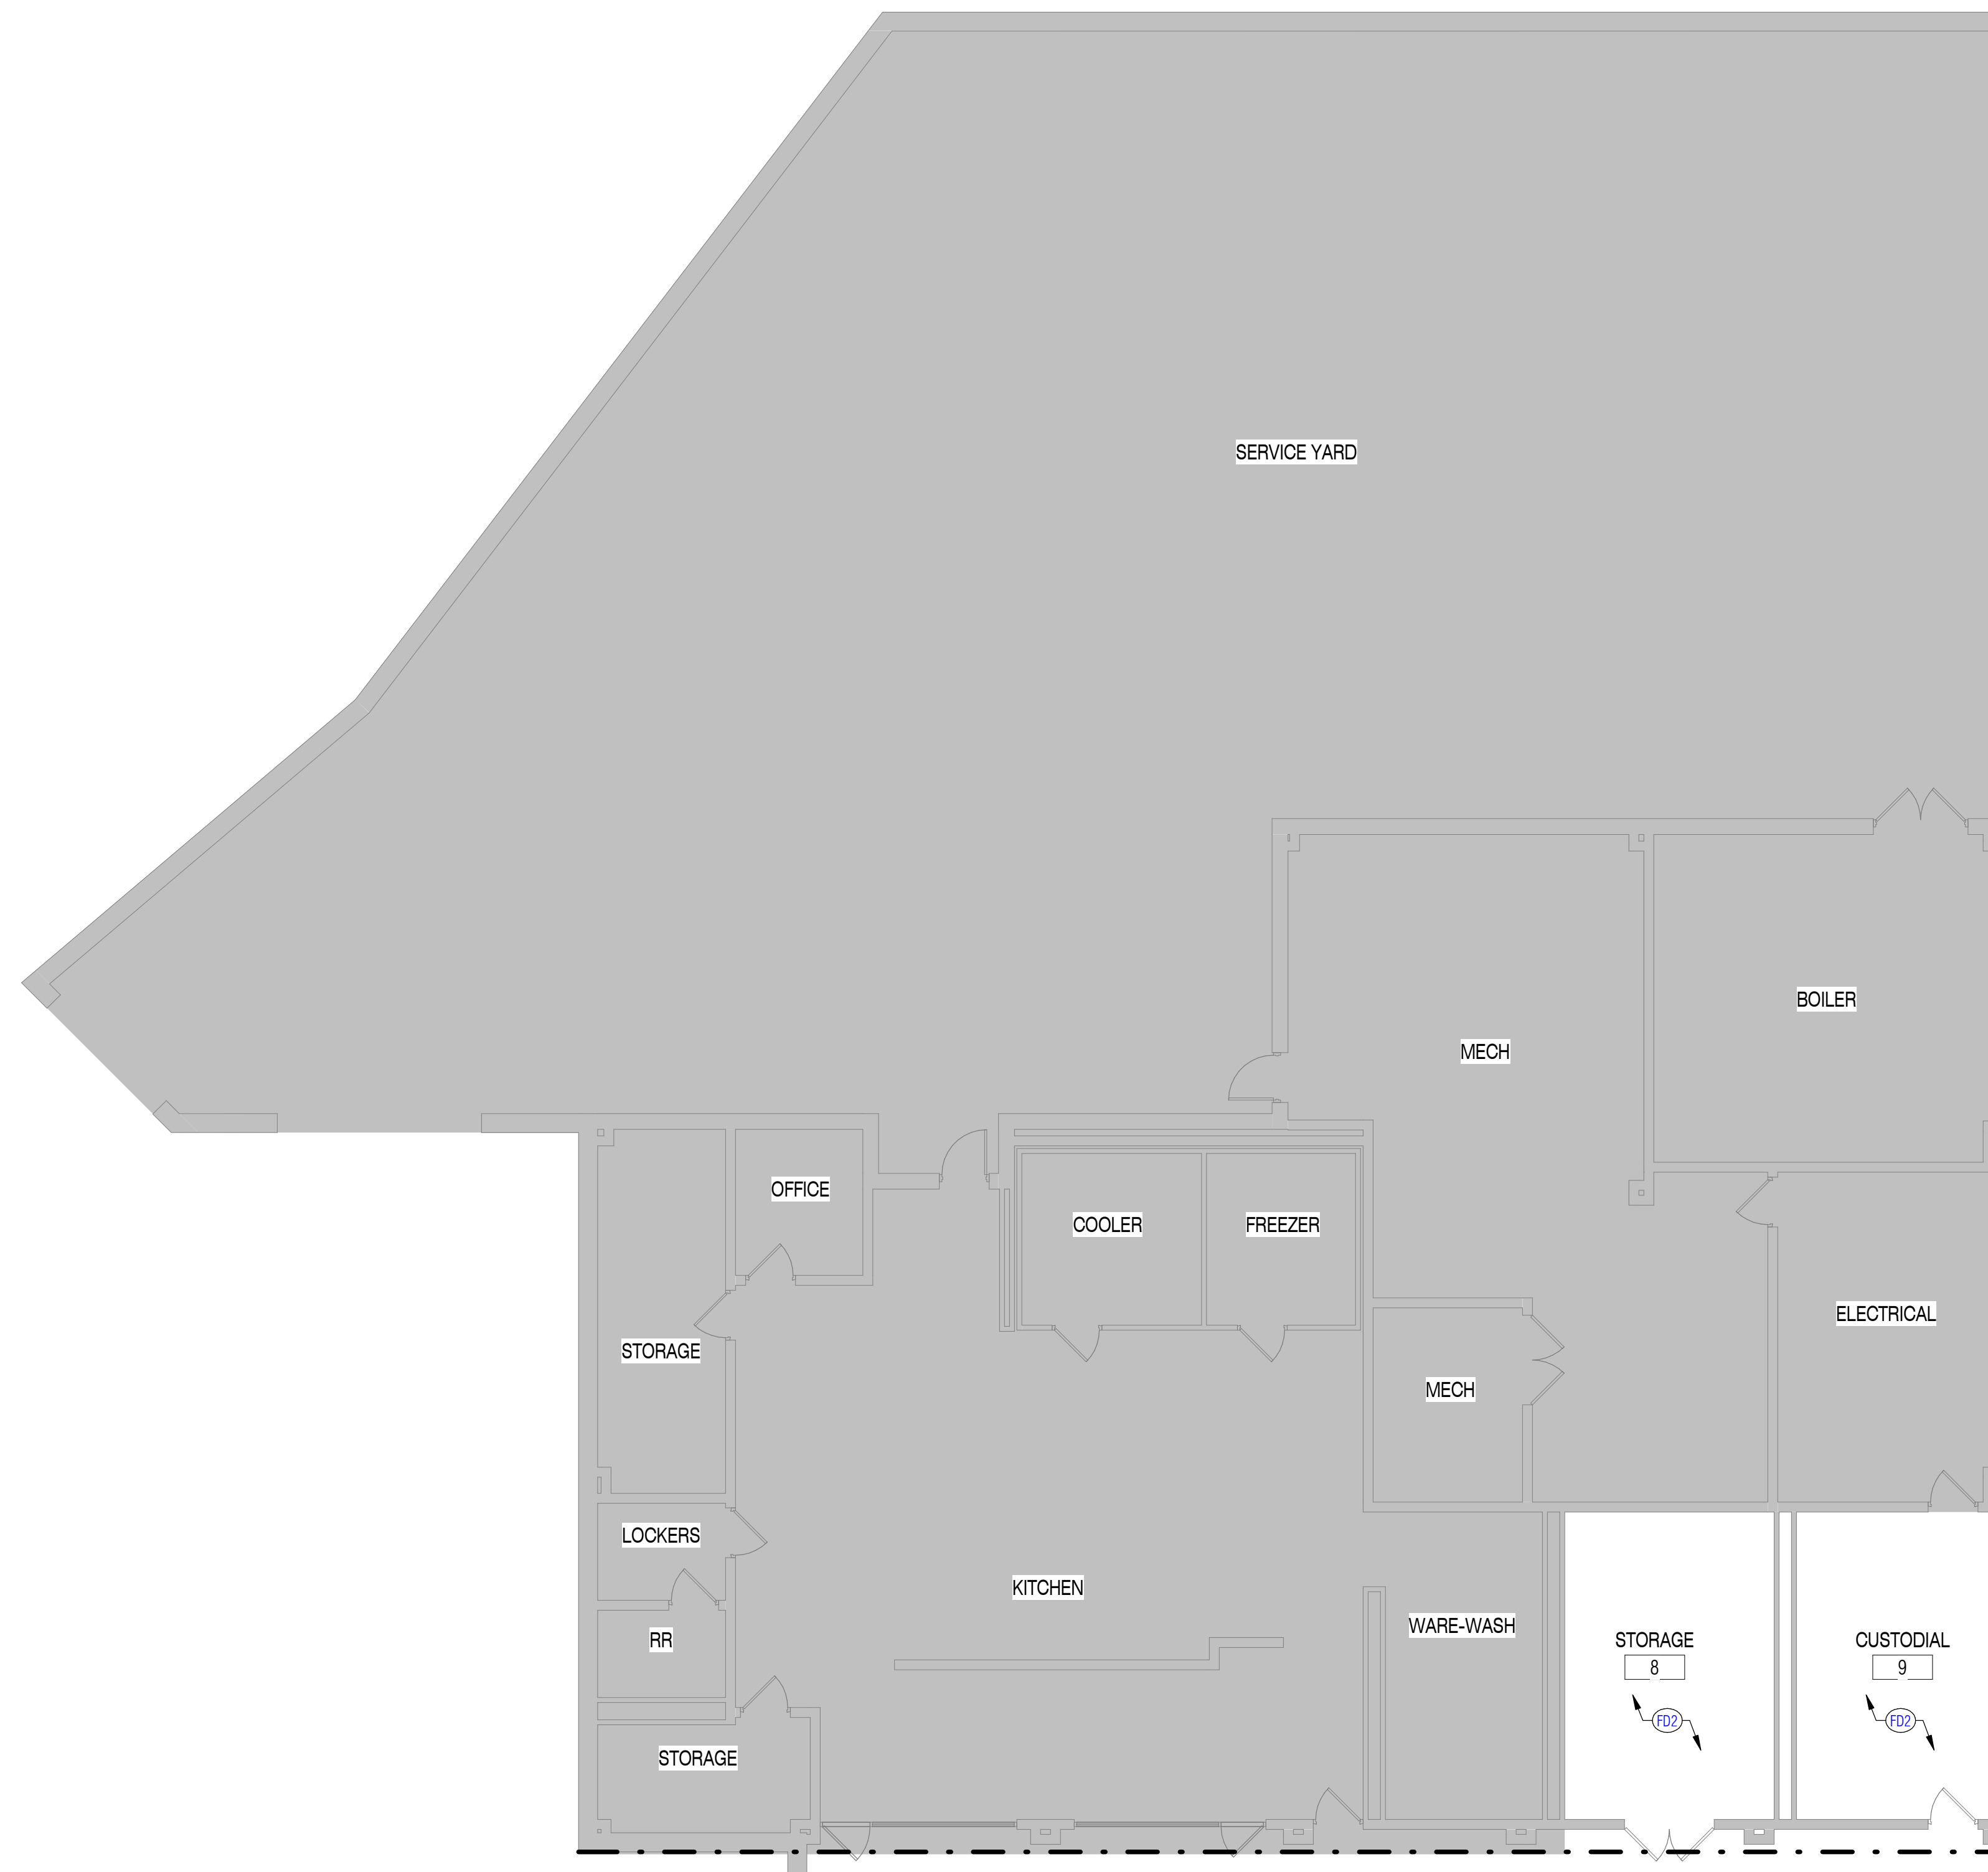 SERVICE YARD
BOILER
MECH
OFFICE
COOLER
FREEZER
ELECTRICAL
STORAGE
MECH
LOCKERS
KITCHEN
WARE-WASH
RR
STORAGE
8
FD2
CUSTODIAL
9
FD2
STORAGE